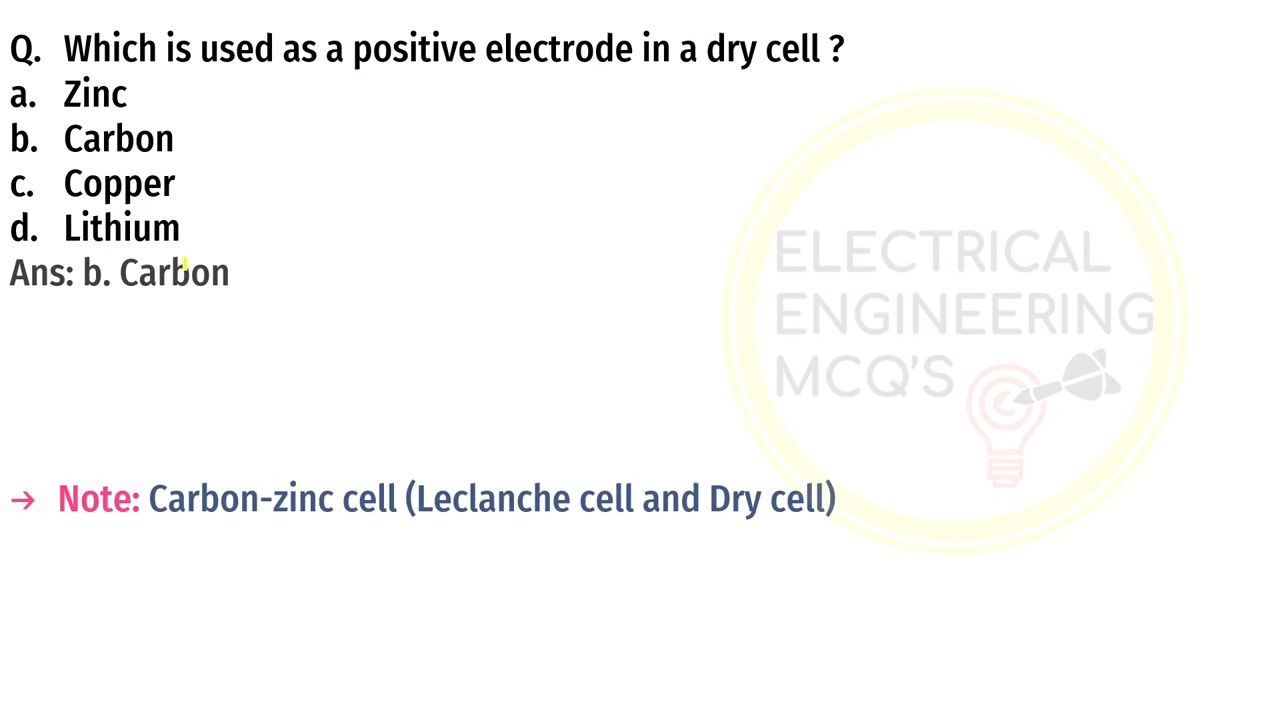 Q. Which is used as a positive electrode in a dry cell ?
a. Zinc
b. Carbon
c. Copper
d. Lithium
Ans: b. Carbon
ELECTRICAL
ENGINEERING
MCQ'S
→ Note: Carbon-zinc cell (Leclanche cell and Dry cell)